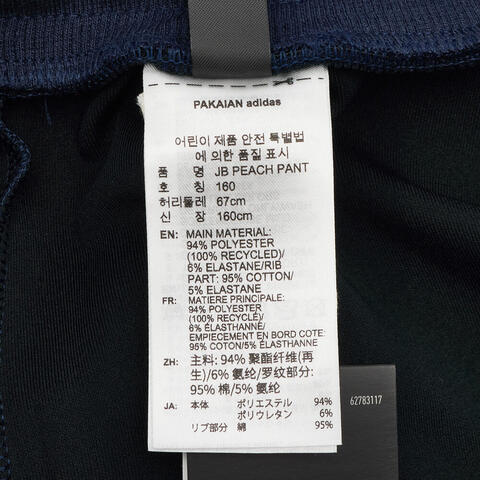 PAKAIAN adidas
어린이 제품 안전 특별법
에 의한 품질 표시
품 명 JB PEACH PANT
호 칭 160
허리둘레 67cm
신 장 160cm
EN: MAIN MATERIAL:
94% POLYESTER
(100% RECYCLED)/
6% ELASTANE/RIB
PART: 95% COTTON/
5% ELASTANE
FR: MATIERE PRINCIPALE:
94% POLYESTER
(100% RECYCLÉ)/
6% ÉLASTHANNE/
EMPIECEMENT EN BORD COTE:
95% COTON/5% ÉLASTHANNE
ZH: 主料: 94% 聚酯纤维(再
生)/6% 氨纶/罗纹部分:
95% 棉/5% 氨纶
JA: 本体 ポリエステル 94%
ポリウレタン 6%
リブ部分 綿 95%
62783117